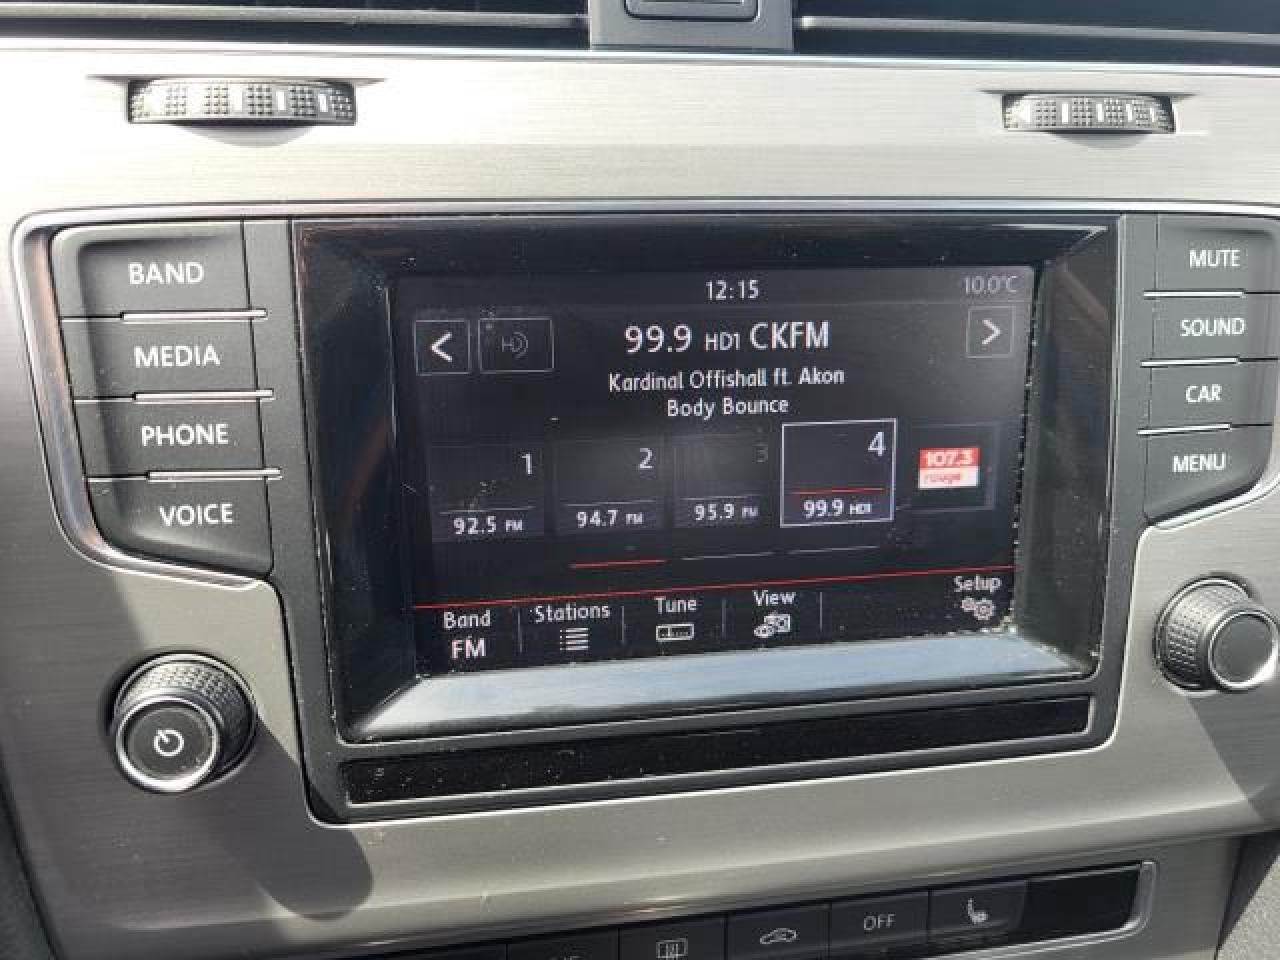 BAND
MEDIA
PHONE
VOICE
12:15
10.0°C
<
HD
99.9 HD1 CKFM
>
Kardinal Offishall ft. Akon
Body Bounce
1
92.5 FM
2
94.7 FM
3
95.9 FM
4
99.9 HD1
107.3
rouge
Band
FM
Stations
Tune
View
Setup
MUTE
SOUND
CAR
MENU
OFF